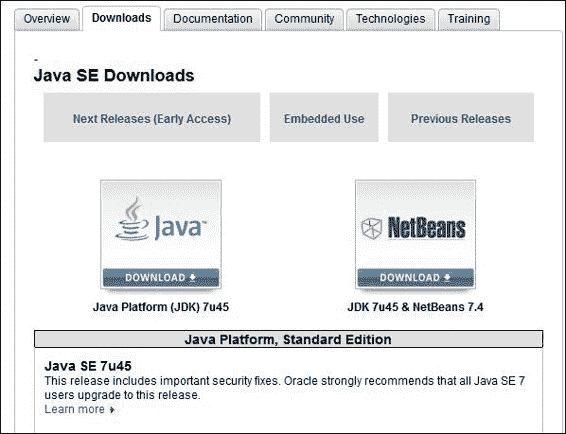 Overview Downloads Documentation Community Technologies Training
Java SE Downloads
Next Releases (Early Access) Embedded Use Previous Releases
Java™ NetBeans
DOWNLOAD DOWNLOAD
Java Platform (JDK) 7u45 JDK 7u45 & NetBeans 7.4
Java Platform, Standard Edition
Java SE 7u45
This release includes important security fixes. Oracle strongly recommends that all Java SE 7
users upgrade to this release.
Learn more